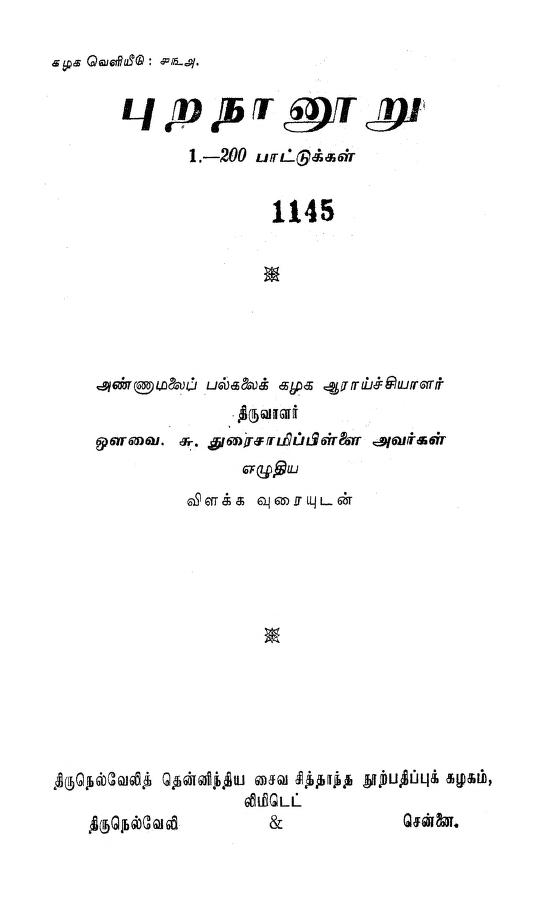 கழக வெளியீடு : ௪௩௮.
புறநானூறு
1.—200 பாட்டுக்கள்
1145
அண்ணாமலைப் பல்கலைக் கழக ஆராய்ச்சியாளர்
திருவாளர்
ஔவை. சு. துரைசாமிப்பிள்ளை அவர்கள்
எழுதிய
விளக்க வுரையுடன்
திருநெல்வேலித் தென்னிந்திய சைவ சித்தாந்த நூற்பதிப்புக் கழகம்,
லிமிடெட்
திருநெல்வேலி & சென்னை.